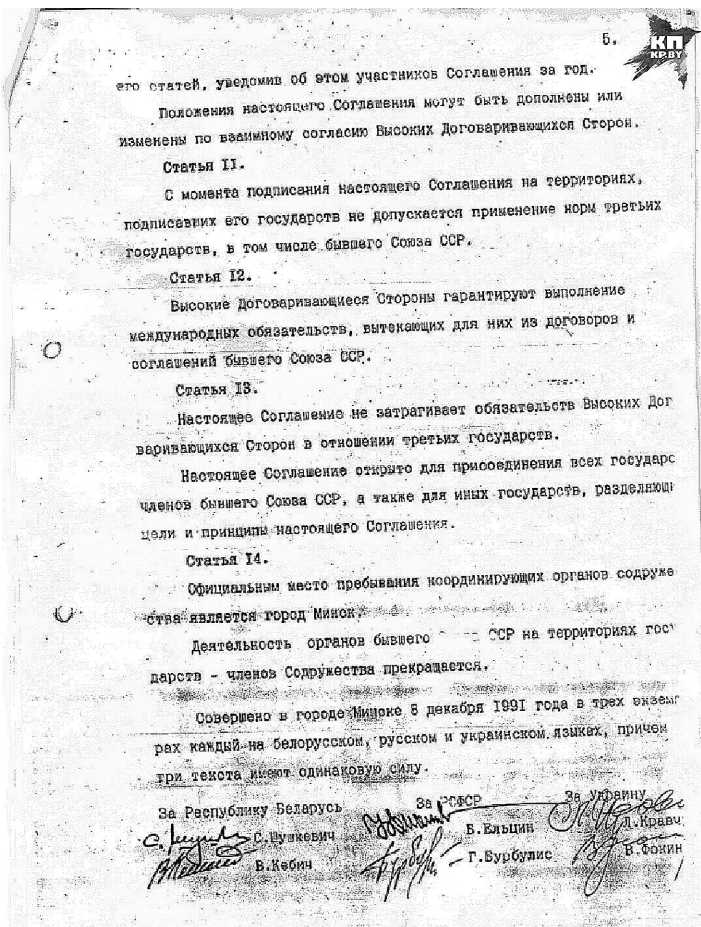 5.
КП
KP.BY
его статей, уведомив об этом участников Соглашения за год.
Положения настоящего Соглашения могут быть дополнены или
изменены по взаимному согласию Высоких Договаривающихся Сторон.
Статья II.
С момента подписания настоящего Соглашения на территориях,
подписавших его государств не допускается применение норм третьих
государств, в том числе бывшего Союза ССР.
Статья I2.
Высокие Договаривающиеся Стороны гарантируют выполнение
международных обязательств, вытекающих для них из договоров и
соглашений бывшего Союза ССР.
Статья I3.
Настоящее Соглашение не затрагивает обязательств Высоких Дог
варивающихся Сторон в отношении третьих государств.
Настоящее Соглашение открыто для присоединения всех государс
членов бывшего Союза ССР, а также для иных государств, разделяющи
цели и принципы настоящего Соглашения.
Статья I4.
Официальным место пребывания координирующих органов содруже
ства является город Минск.
Деятельность органов бывшего ССР на территориях гос
дарств - членов Содружества прекращается.
Совершено в городе Минске 8 декабря I99I года в трех экземп
рах каждый на белорусском, русском и украинском языках, причем
три текста имеют одинаковую силу.
За Республику Беларусь За РСФСР За Украину
С.Шушкевич Б.Ельцин Л.Кравч
В.Кебич Г.Бурбулис В.Фокин